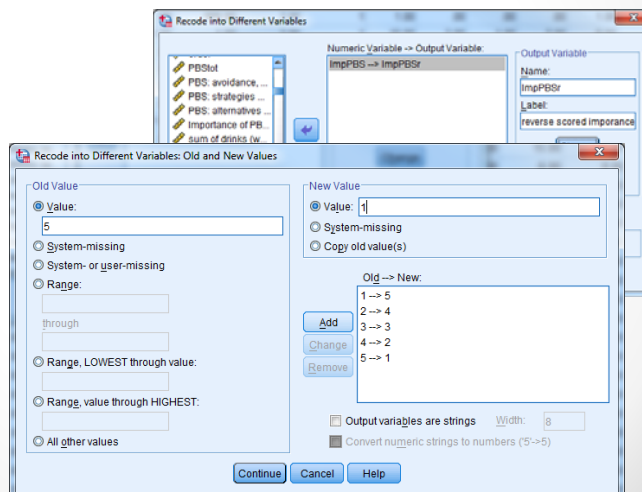 Recode into Different Variables
Numeric Variable -> Output Variable:
PBStot
PBS: avoidance, ...
PBS: strategies ...
PBS: alternatives ...
Importance of PB...
sum of drinks (w...
ImpPBS --> ImpPBSr
Output Variable
Name:
ImpPBSr
Label:
reverse scored imporance
Recode into Different Variables: Old and New Values
Old Value
Value:
5
System-missing
System- or user-missing
Range:
through
Range, LOWEST through value:
Range, value through HIGHEST:
All other values
New Value
Value: 1
System-missing
Copy old value(s)
Old --> New:
1 --> 5
2 --> 4
3 --> 3
4 --> 2
5 --> 1
Add
Change
Remove
Output variables are strings Width: 8
Convert numeric strings to numbers ('5'->5)
Continue Cancel Help